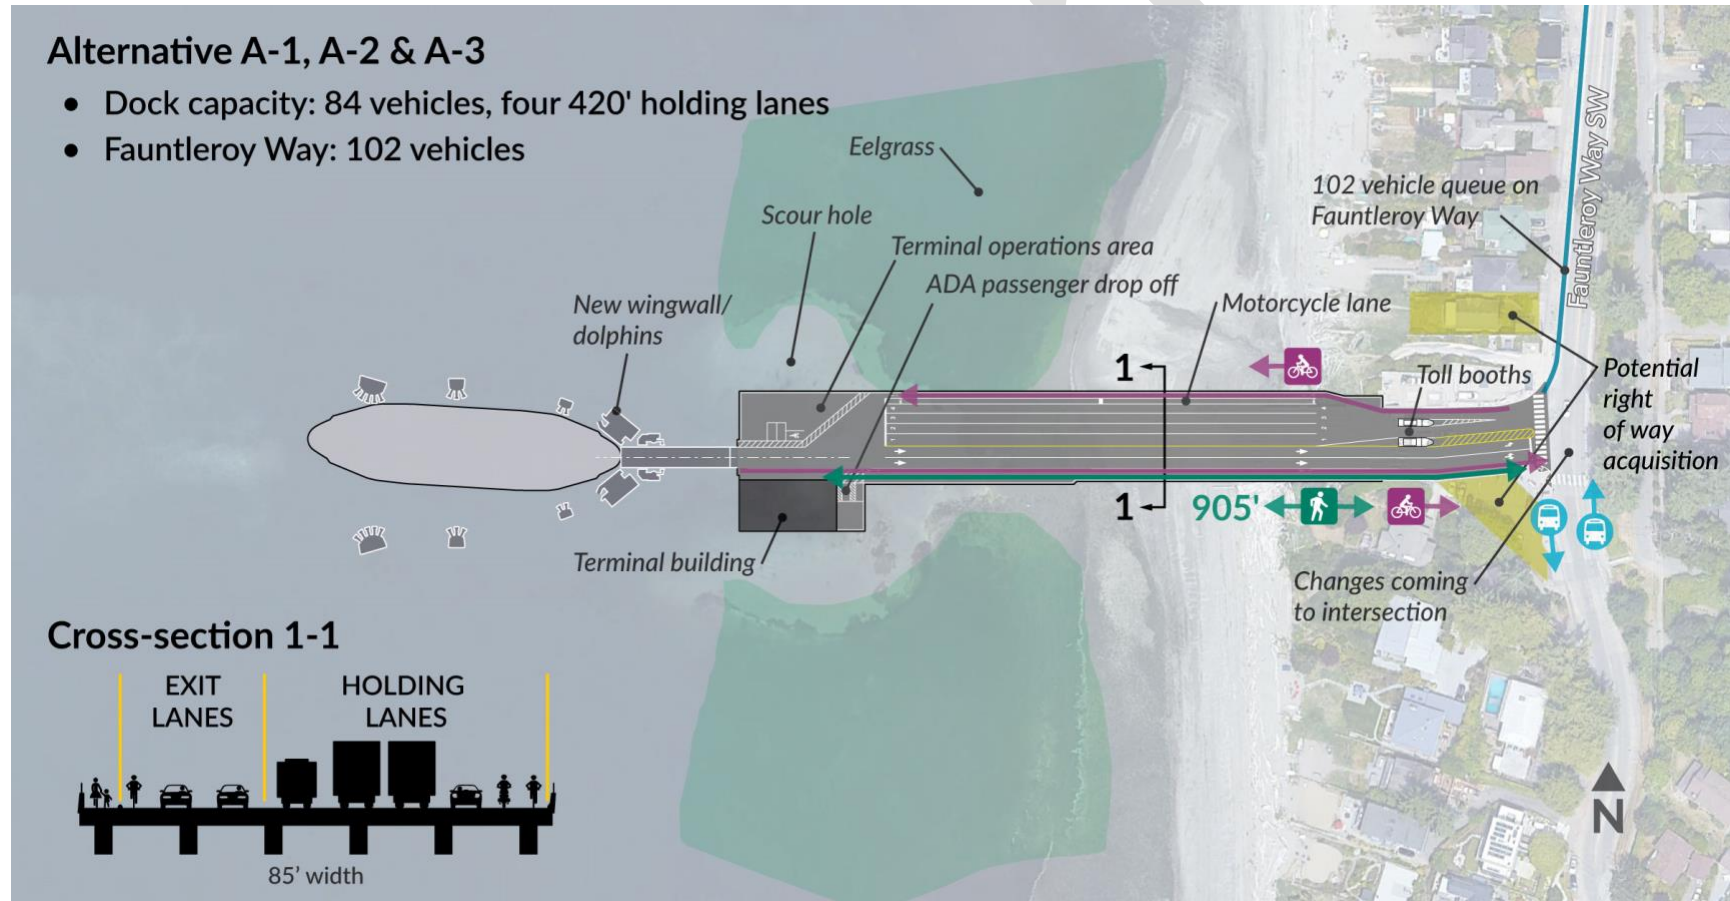 Alternative A-1, A-2 & A-3
• Dock capacity: 84 vehicles, four 420' holding lanes
• Fauntleroy Way: 102 vehicles
Eelgrass
Scour hole
Terminal operations area
ADA passenger drop off
New wingwall/
dolphins
Motorcycle lane
102 vehicle queue on
Fauntleroy Way
Fauntleroy Way SW
Toll booths
Potential
right
of way
acquisition
1
1
905'
Terminal building
Changes coming
to intersection
Cross-section 1-1
EXIT
LANES
HOLDING
LANES
85' width
N